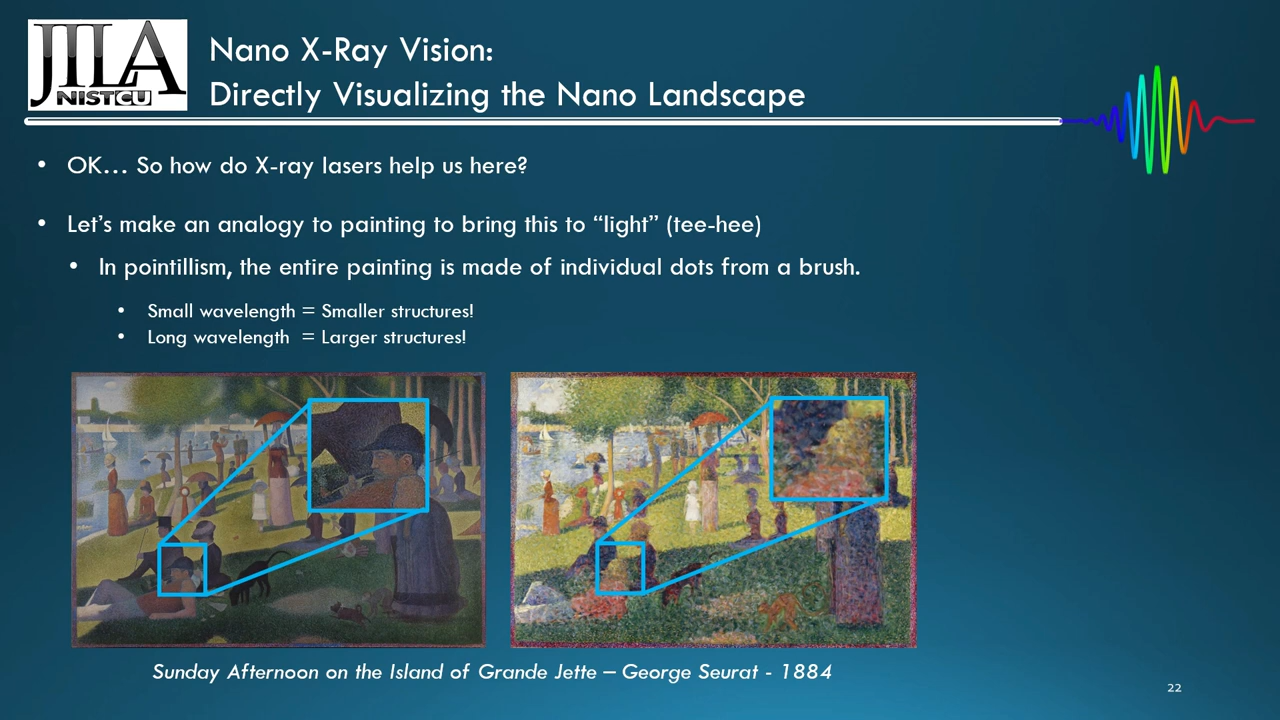 JILA
NIST CU
Nano X-Ray Vision:
Directly Visualizing the Nano Landscape
• OK… So how do X-ray lasers help us here?
• Let’s make an analogy to painting to bring this to “light” (tee-hee)
• In pointillism, the entire painting is made of individual dots from a brush.
• Small wavelength = Smaller structures!
• Long wavelength = Larger structures!
Sunday Afternoon on the Island of Grande Jette – George Seurat - 1884
22